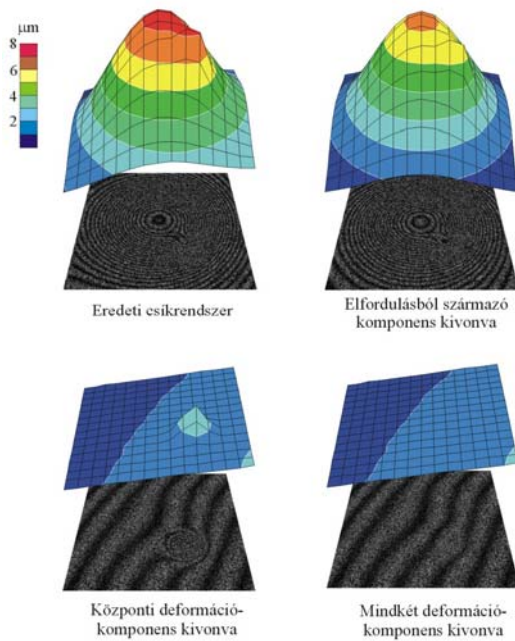 μm
8
6
4
2
Eredeti csíkrendszer
Elfordulásból származó
komponens kivonva
Központi deformáció-
komponens kivonva
Mindkét deformáció-
komponens kivonva